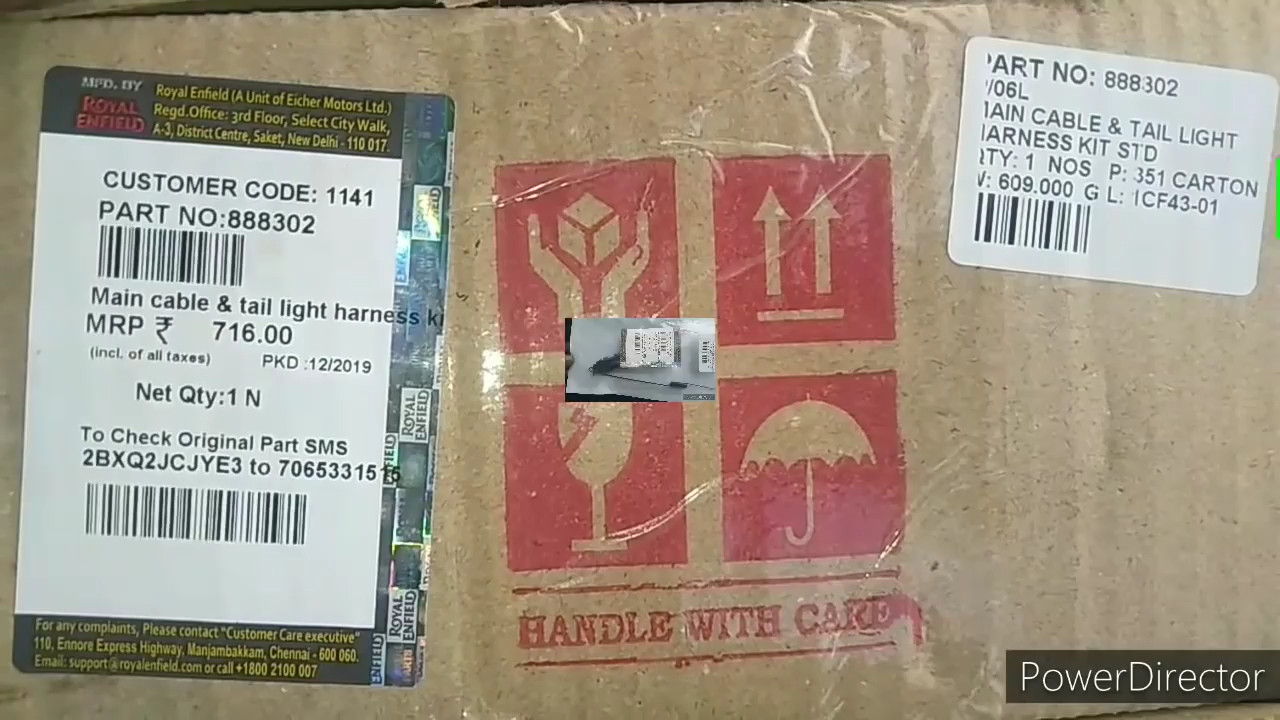 MFD. BY
ROYAL ENFIELD
Royal Enfield (A Unit of Eicher Motors Ltd.)
Regd.Office: 3rd Floor, Select City Walk,
A-3, District Centre, Saket, New Delhi - 110 017.
CUSTOMER CODE: 1141
PART NO:888302
Main cable & tail light harness ki
MRP ₹ 716.00
(incl. of all taxes) PKD :12/2019
Net Qty:1 N
To Check Original Part SMS
2BXQ2JCJYE3 to 7065331516
For any complaints, Please contact "Customer Care executive"
110, Ennore Express Highway, Manjambakkam, Chennai - 600 060.
Email: support@royalenfield.com or call +1800 2100 007
ROYAL ENFIELD
ROYAL ENFIELD
HANDLE WITH CARE
PART NO: 888302
/06L
MAIN CABLE & TAIL LIGHT
HARNESS KIT STD
QTY: 1 NOS P: 351 CARTON
W: 609.000 G L: 1CF43-01
PowerDirector